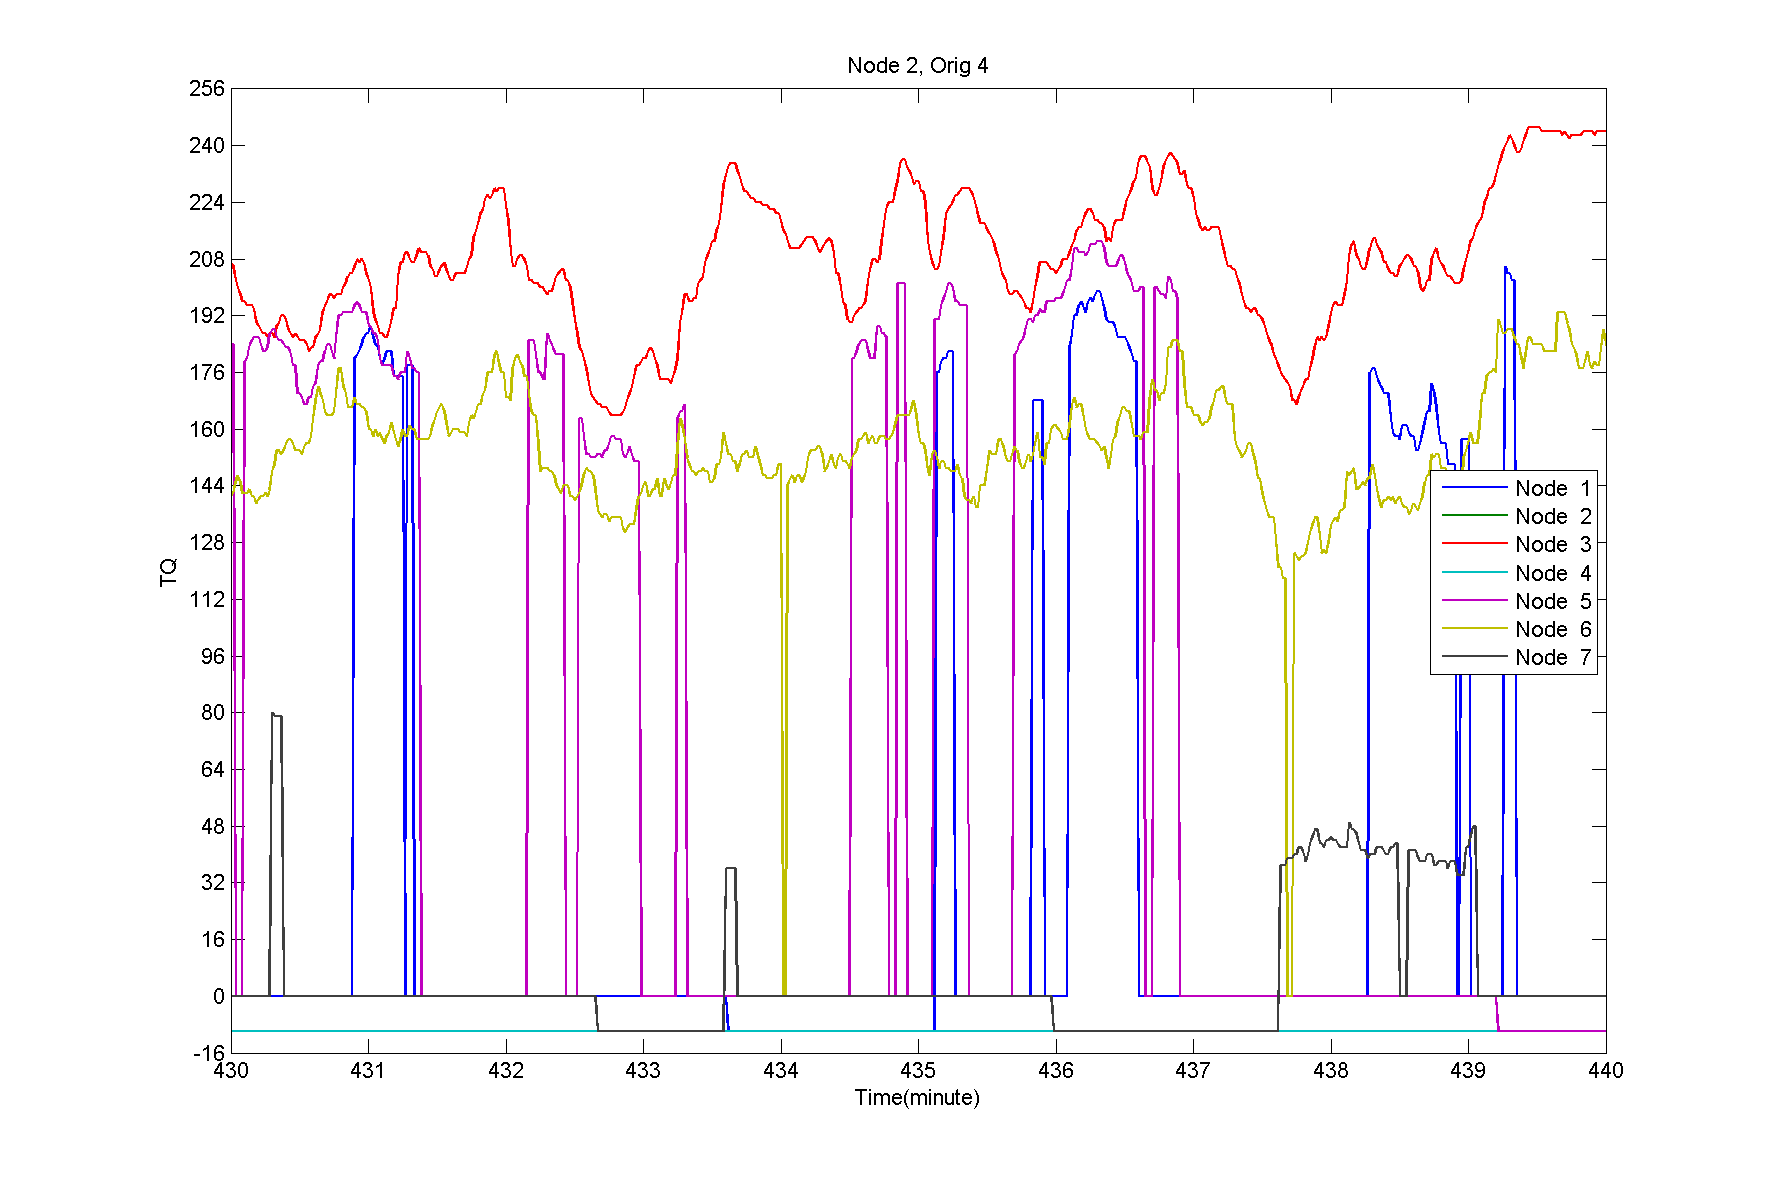 Node 2, Orig 4
256
240
224
208
192
176
160
144
128
112
96
80
64
48
32
16
0
-16
TQ
Node 1
Node 2
Node 3
Node 4
Node 5
Node 6
Node 7
430 431 432 433 434 435 436 437 438 439 440
Time(minute)